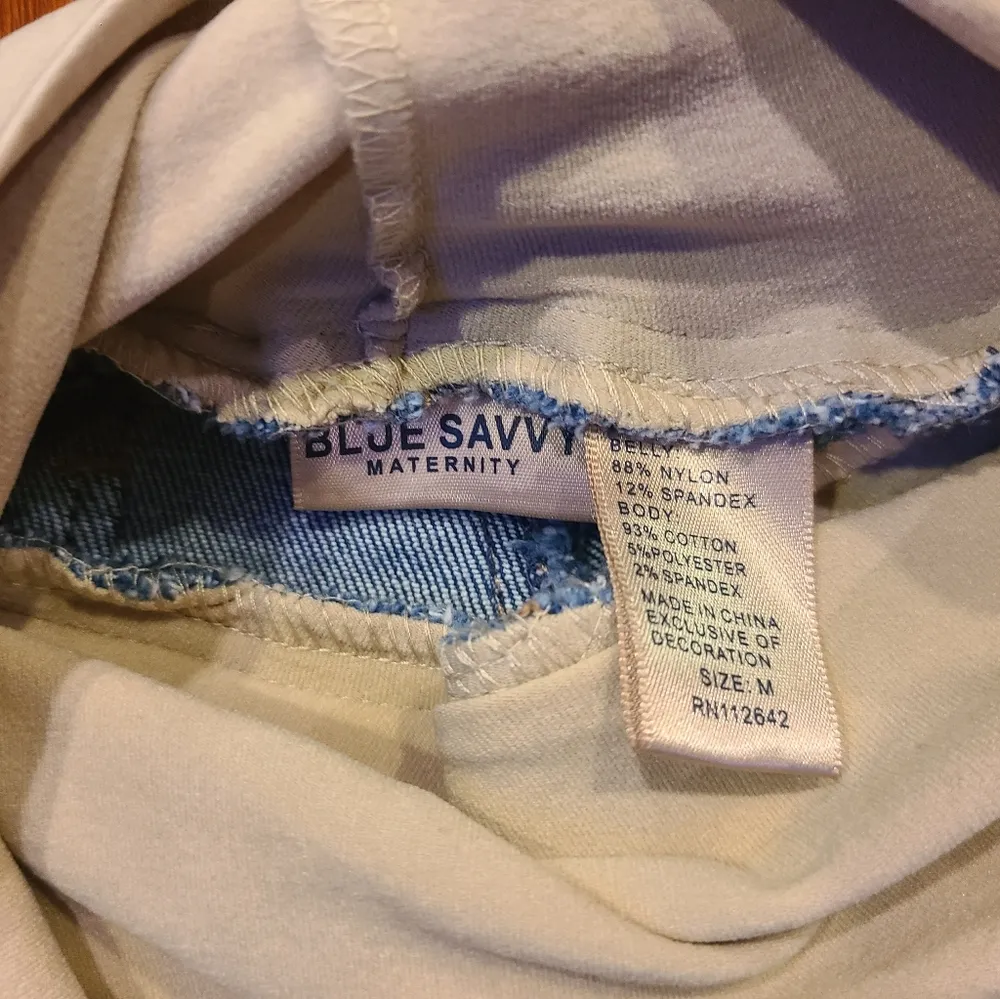 BLUE SAVVY
MATERNITY
BELLY
88% NYLON
12% SPANDEX
BODY
93% COTTON
5%POLYESTER
2% SPANDEX
MADE IN CHINA
EXCLUSIVE OF
DECORATION
SIZE: M
RN112642